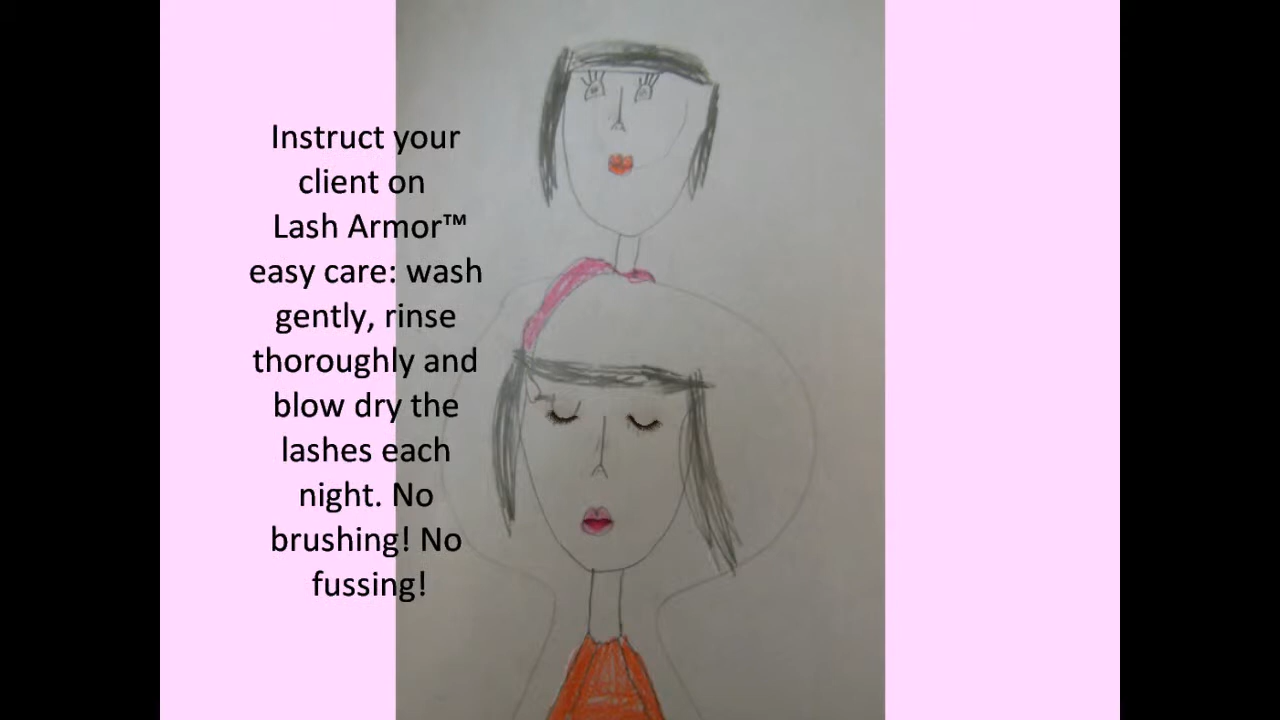 Instruct your
client on
Lash Armor™
easy care: wash
gently, rinse
thoroughly and
blow dry the
lashes each
night. No
brushing! No
fussing!